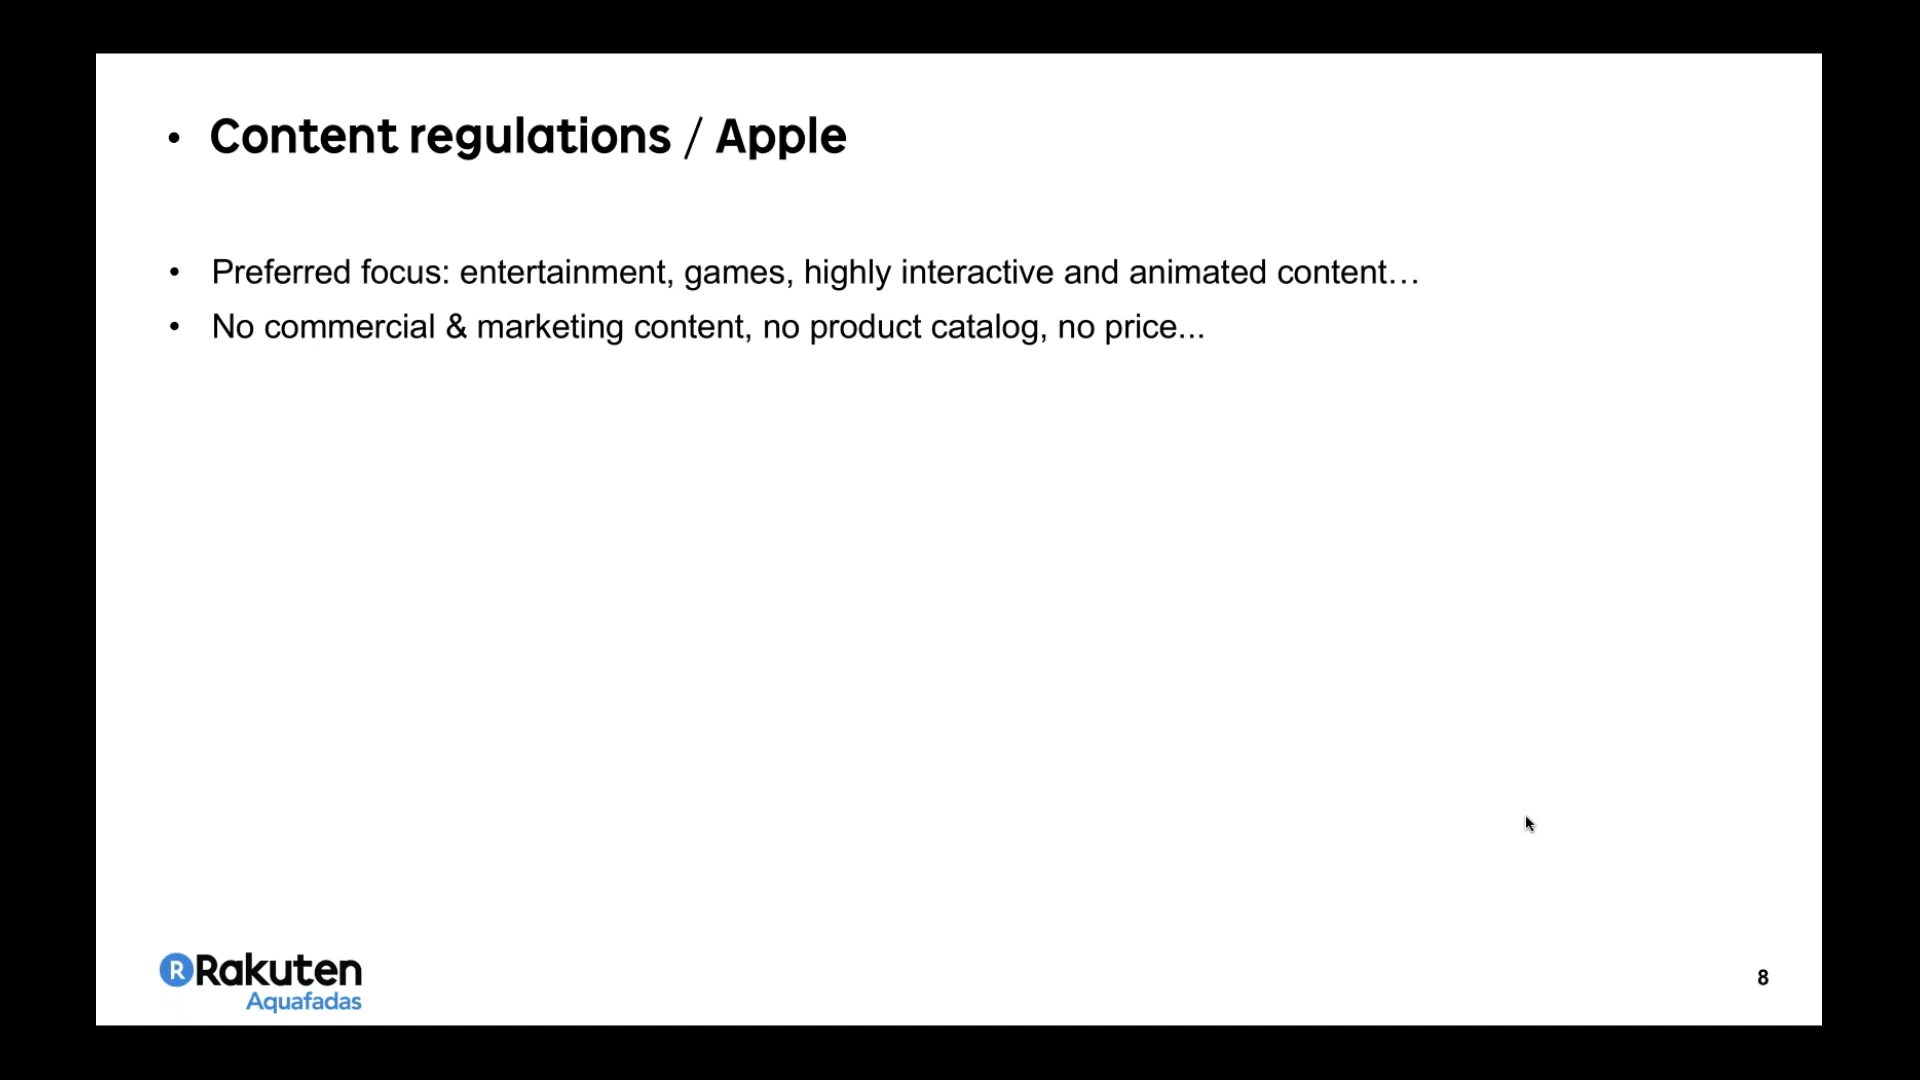 • Content regulations / Apple
• Preferred focus: entertainment, games, highly interactive and animated content…
• No commercial & marketing content, no product catalog, no price...
R Rakuten
Aquafadas
8